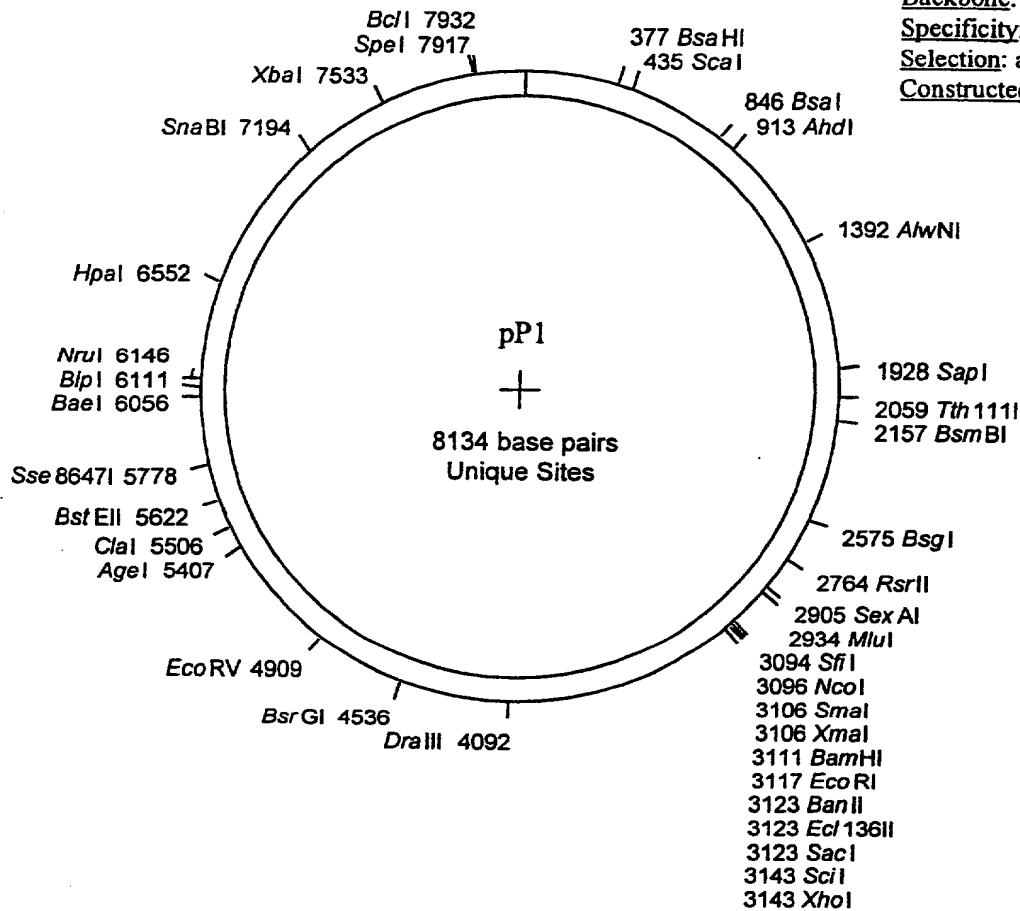 Backbone:
Specificity:
Selection: a
Constructed
BclI 7932
SpeI 7917
XbaI 7533
SnaBI 7194
HpaI 6552
NruI 6146
BlpI 6111
BaeI 6056
Sse8647I 5778
BstEII 5622
ClaI 5506
AgeI 5407
EcoRV 4909
BsrGI 4536
DraIII 4092
377 BsaHI
435 ScaI
846 BsaI
913 AhdI
1392 AlwNI
1928 SapI
2059 Tth111I
2157 BsmBI
2575 BsgI
2764 RsrII
2905 SexAI
2934 MluI
3094 SfiI
3096 NcoI
3106 SmaI
3106 XmaI
3111 BamHI
3117 EcoRI
3123 BanII
3123 Ecl136II
3123 SacI
3143 SciI
3143 XhoI
pP1
8134 base pairs
Unique Sites